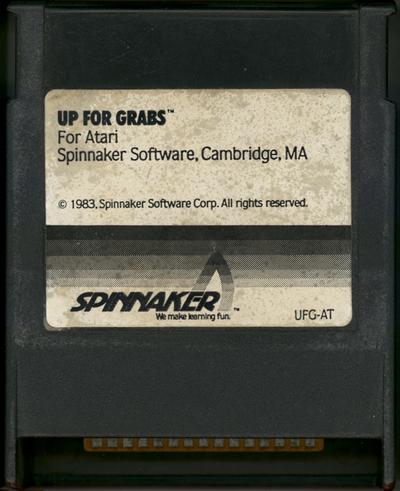 UP FOR GRABS™
For Atari
Spinnaker Software, Cambridge, MA
© 1983, Spinnaker Software Corp. All rights reserved.
SPINNAKER™
We make learning fun.
UFG-AT